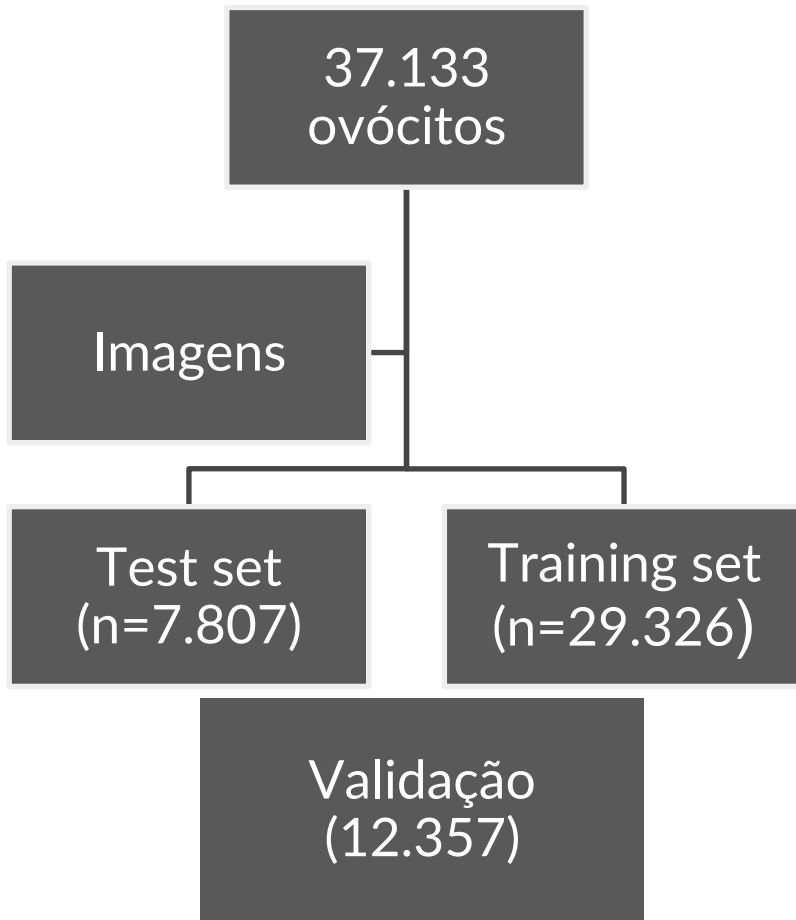 37.133
ovócitos
Imagens
Test set
(n=7.807)
Training set
(n=29.326)
Validação
(12.357)